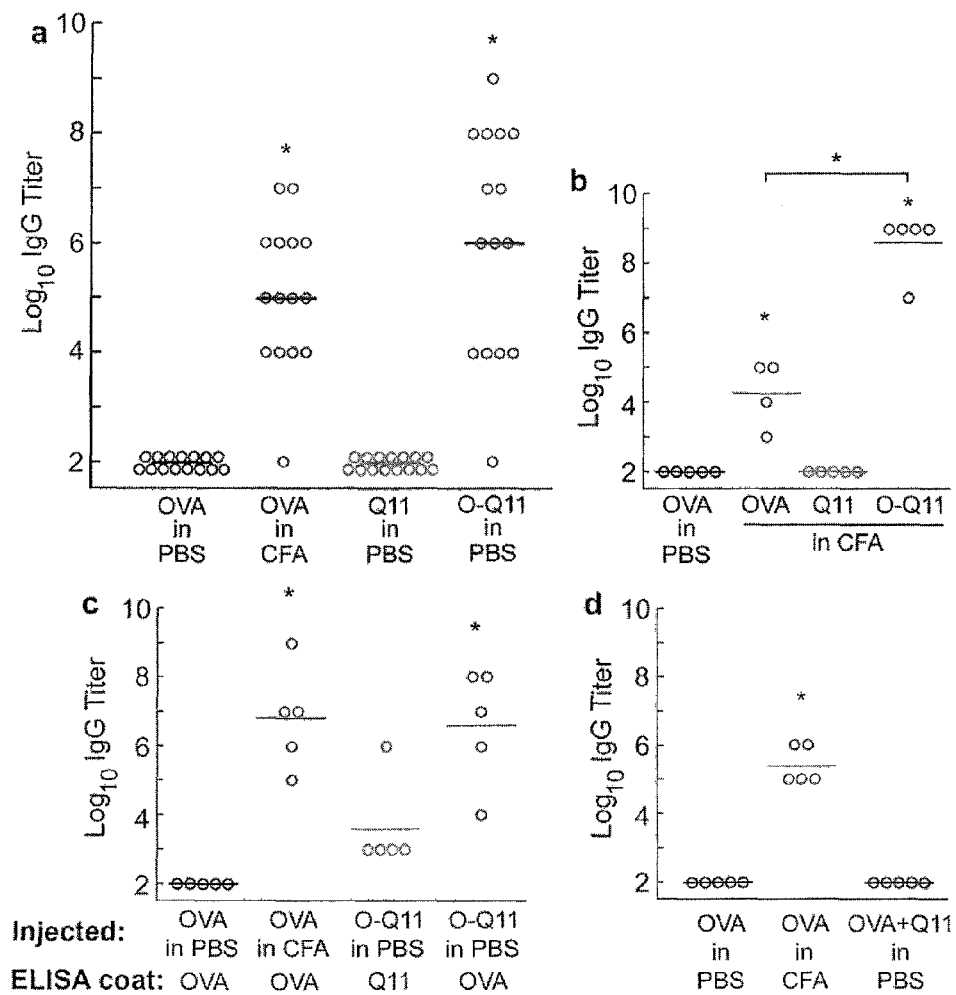 a
10
8
6
4
2
Log10 IgG Titer
*
*
OVA in PBS
OVA in CFA
Q11 in PBS
O-Q11 in PBS
b
10
8
6
4
2
Log10 IgG Titer
*
*
*
OVA in PBS
OVA
Q11
O-Q11
in CFA
c
10
8
6
4
2
Log10 IgG Titer
*
*
Injected:
OVA in PBS
OVA in CFA
O-Q11 in PBS
O-Q11 in PBS
ELISA coat:
OVA
OVA
Q11
OVA
d
10
8
6
4
2
Log10 IgG Titer
*
OVA in PBS
OVA in CFA
OVA+Q11 in PBS